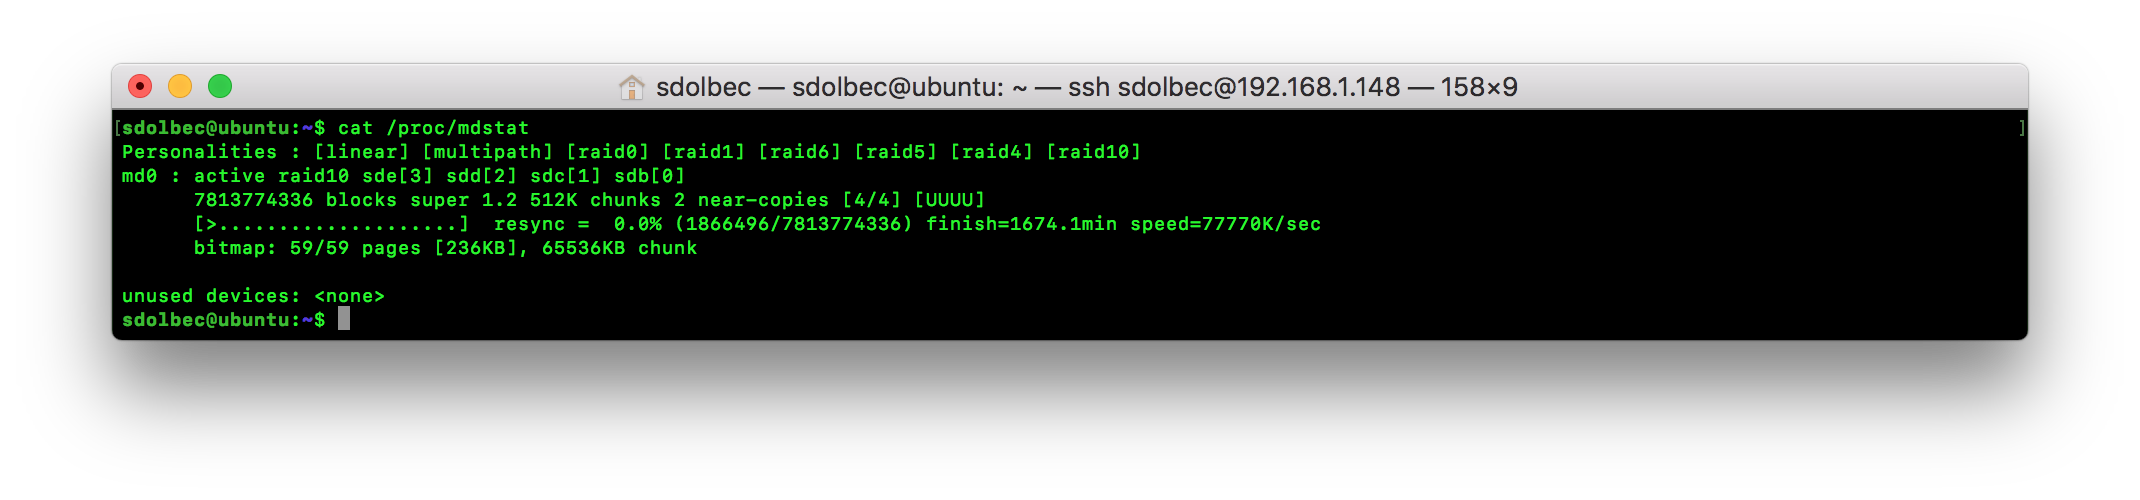 sdolbec — sdolbec@ubuntu: ~ — ssh sdolbec@192.168.1.148 — 158×9
[sdolbec@ubuntu:~$ cat /proc/mdstat ]
Personalities : [linear] [multipath] [raid0] [raid1] [raid6] [raid5] [raid4] [raid10]
md0 : active raid10 sde[3] sdd[2] sdc[1] sdb[0]
      7813774336 blocks super 1.2 512K chunks 2 near-copies [4/4] [UUUU]
      [>....................]  resync =  0.0% (1866496/7813774336) finish=1674.1min speed=77770K/sec
      bitmap: 59/59 pages [236KB], 65536KB chunk
unused devices: <none>
sdolbec@ubuntu:~$